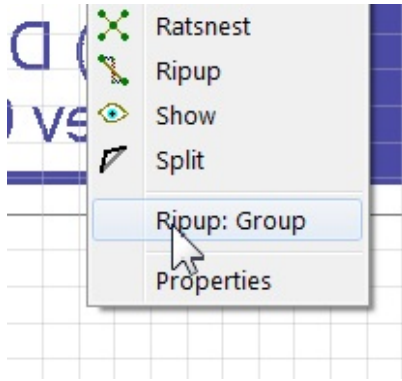 Ratsnest
Ripup
Show
Split
Ripup: Group
Properties